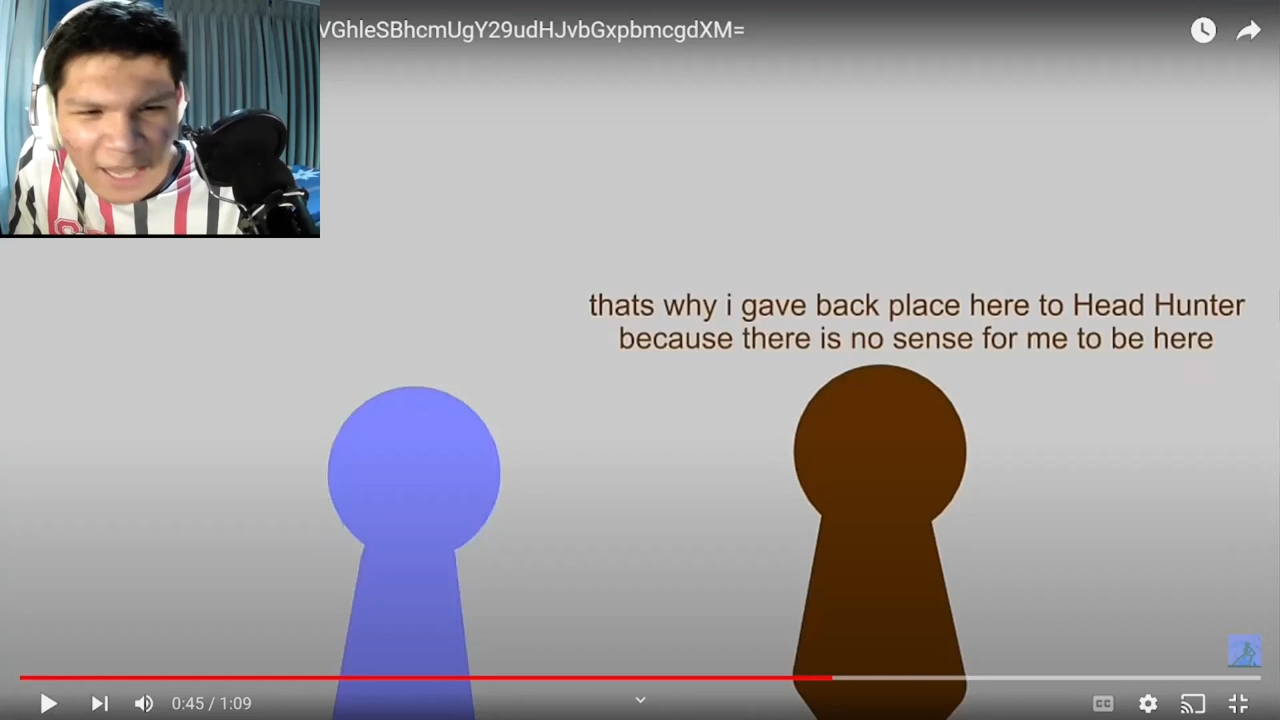 VGhleSBhcmUgY29udHJvbGxpbmcgdXM=
thats why i gave back place here to Head Hunter
because there is no sense for me to be here
0:45 / 1:09
CC